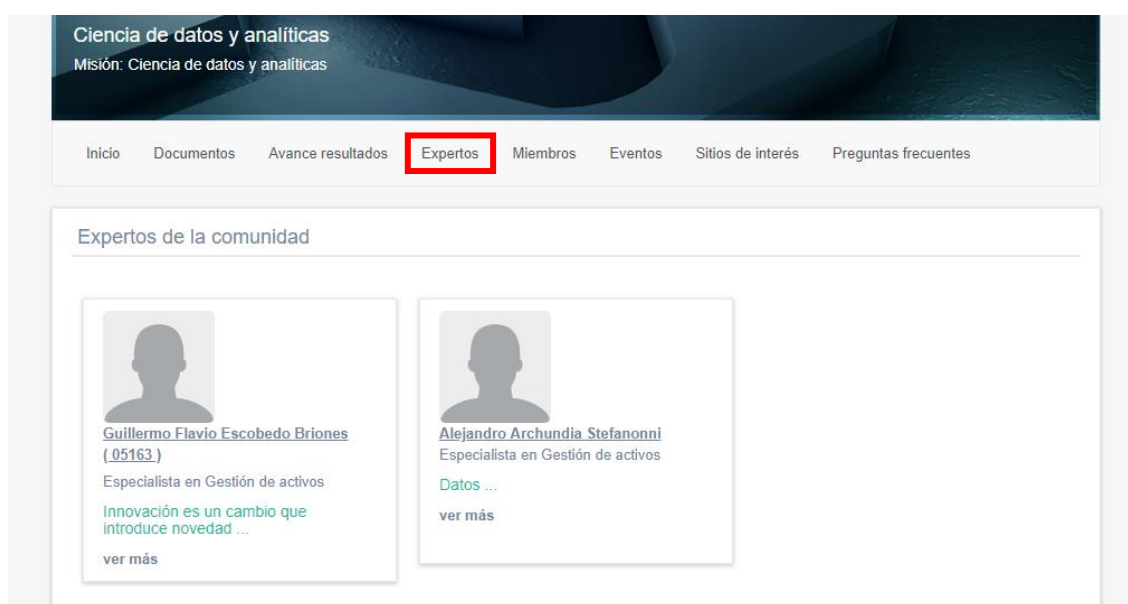 Ciencia de datos y analíticas
Misión: Ciencia de datos y analíticas
Inicio Documentos Avance resultados Expertos Miembros Eventos Sitios de interés Preguntas frecuentes
Expertos de la comunidad
Guillermo Flavio Escobedo Briones
( 05163 )
Especialista en Gestión de activos
Innovación es un cambio que
introduce novedad ...
ver más
Alejandro Archundia Stefanonni
Especialista en Gestión de activos
Datos ...
ver más